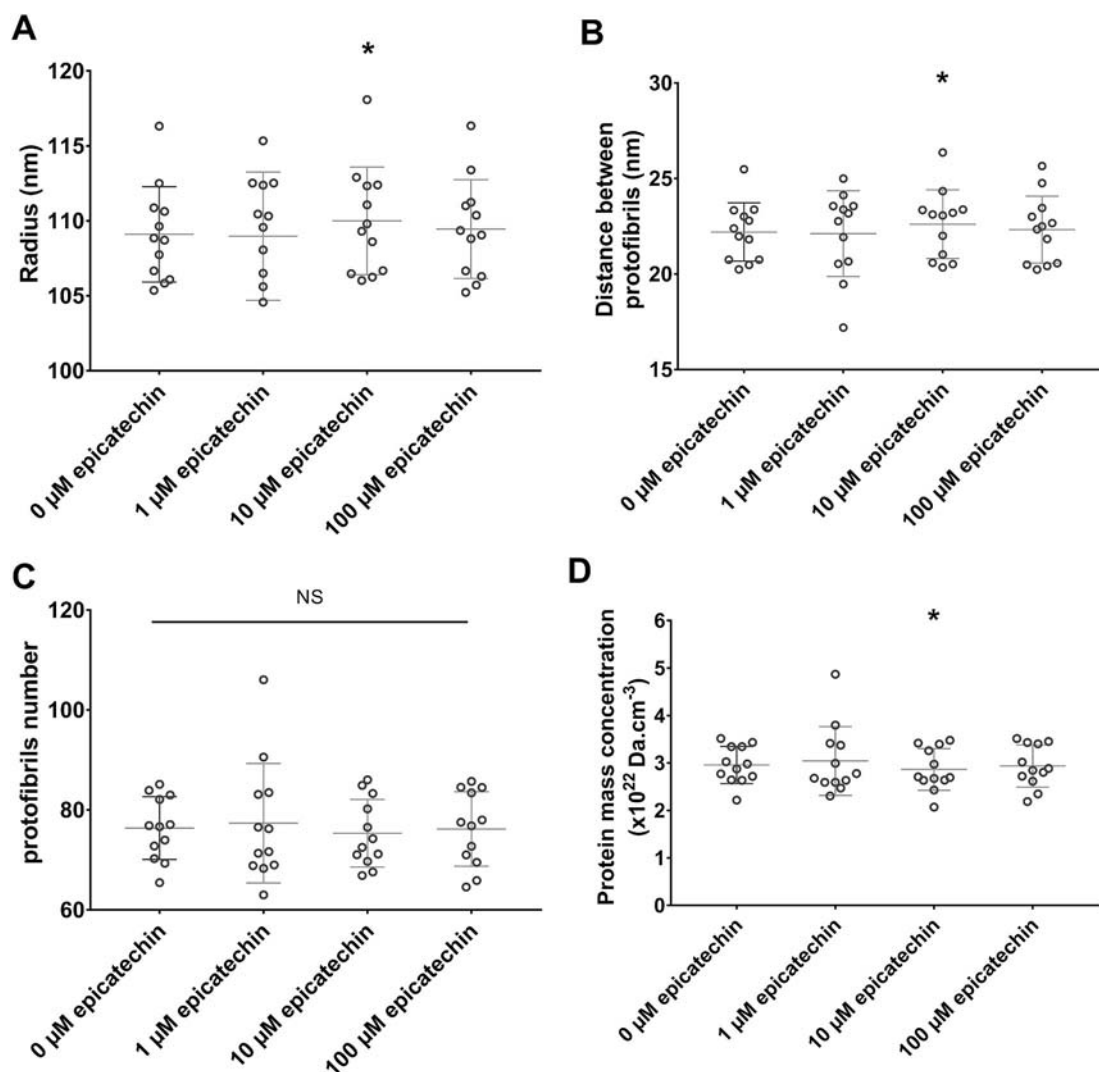 A
*
Radius (nm)
120
115
110
105
100
0 µM epicatechin
1 µM epicatechin
10 µM epicatechin
100 µM epicatechin
B
*
Distance between
protofibrils (nm)
30
25
20
15
0 µM epicatechin
1 µM epicatechin
10 µM epicatechin
100 µM epicatechin
C
NS
protofibrils number
120
100
80
60
0 µM epicatechin
1 µM epicatechin
10 µM epicatechin
100 µM epicatechin
D
*
Protein mass concentration
(x10²² Da.cm⁻³)
6
5
4
3
2
1
0
0 µM epicatechin
1 µM epicatechin
10 µM epicatechin
100 µM epicatechin